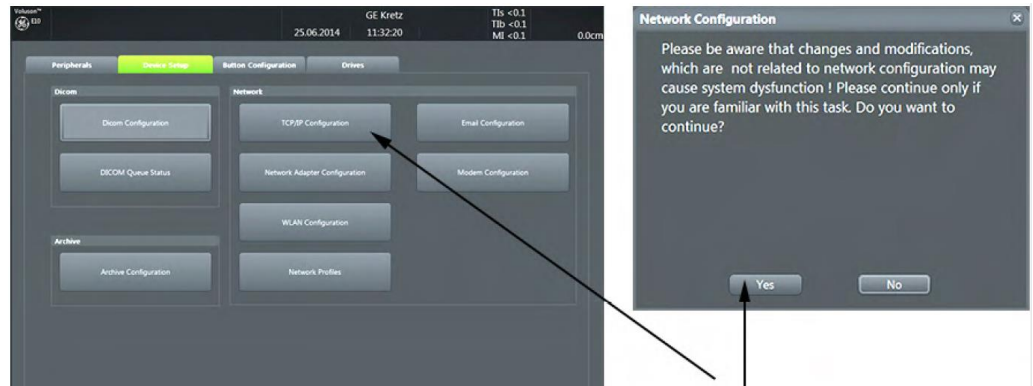 Voluson™
E10
GE Kretz
25.06.2014 11:32:20
TIs <0.1
TIb <0.1
MI <0.1
0.0cm
Peripherals
Device Setup
Button Configuration
Drives
Dicom
Dicom Configuration
DICOM Queue Status
Archive
Archive Configuration
Network
TCP/IP Configuration
Email Configuration
Network Adapter Configuration
Modem Configuration
WLAN Configuration
Network Profiles
Network Configuration
Please be aware that changes and modifications,
which are not related to network configuration may
cause system dysfunction ! Please continue only if
you are familiar with this task. Do you want to
continue?
Yes
No